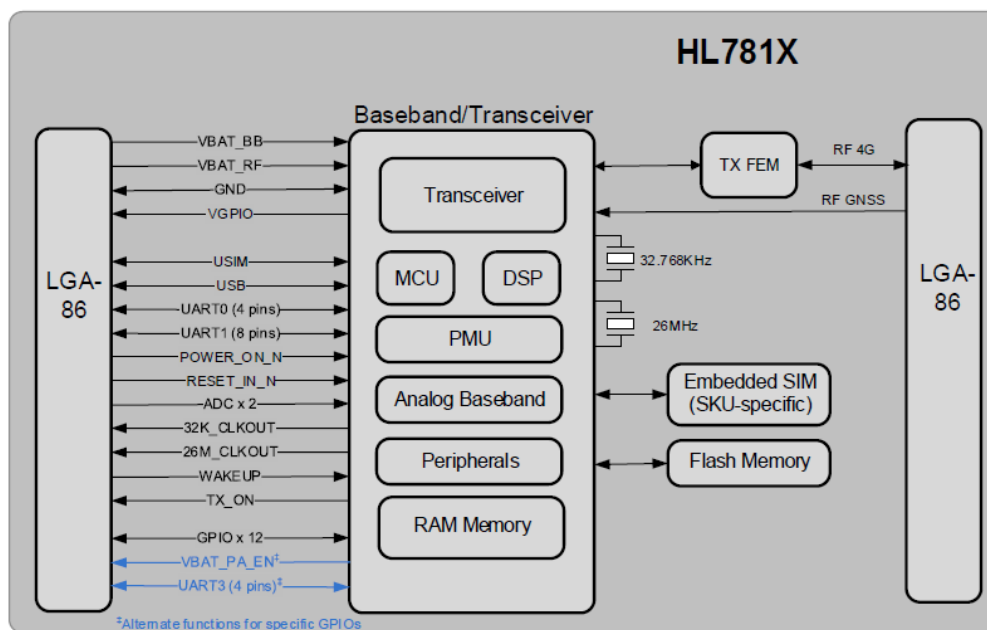 HL781X
Baseband/Transceiver
LGA-
86
VBAT_BB
VBAT_RF
GND
VGPIO
USIM
USB
UART0 (4 pins)
UART1 (8 pins)
POWER_ON_N
RESET_IN_N
ADC x 2
32K_CLKOUT
26M_CLKOUT
WAKEUP
TX_ON
GPIO x 12
VBAT_PA_EN‡
UART3 (4 pins)‡
‡Alternate functions for specific GPIOs
Transceiver
MCU
DSP
PMU
Analog Baseband
Peripherals
RAM Memory
TX FEM
RF 4G
RF GNSS
32.768KHz
26MHz
Embedded SIM
(SKU-specific)
Flash Memory
LGA-
86